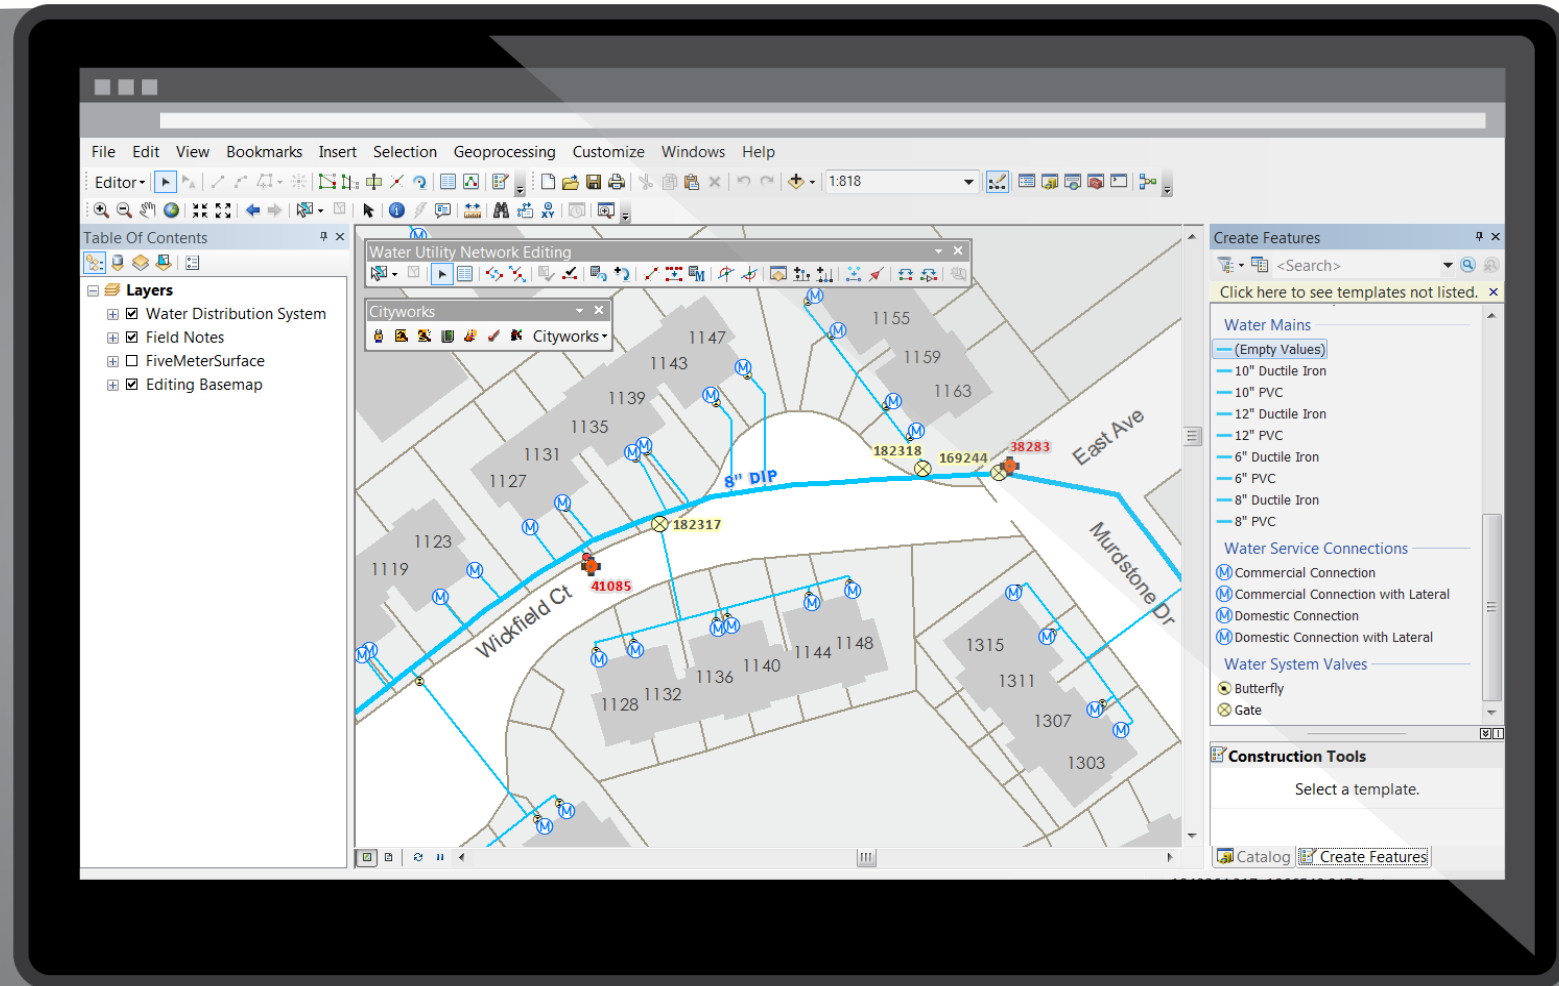 File Edit View Bookmarks Insert Selection Geoprocessing Customize Windows Help
Editor 1:818
Table Of Contents
Layers
Water Distribution System
Field Notes
FiveMeterSurface
Editing Basemap
Water Utility Network Editing
Cityworks
Cityworks
1147
1143
1139
1135
1131
1127
1123
1119
1155
1159
1163
8" DIP
182318
169244
38283
182317
41085
East Ave
Murdstone Dr
Wickfield Ct
1128
1132
1136
1140
1144
1148
1315
1311
1307
1303
Create Features
<Search>
Click here to see templates not listed.
Water Mains
(Empty Values)
10" Ductile Iron
10" PVC
12" Ductile Iron
12" PVC
6" Ductile Iron
6" PVC
8" Ductile Iron
8" PVC
Water Service Connections
M Commercial Connection
M Commercial Connection with Lateral
M Domestic Connection
M Domestic Connection with Lateral
Water System Valves
Butterfly
Gate
Construction Tools
Select a template.
Catalog Create Features